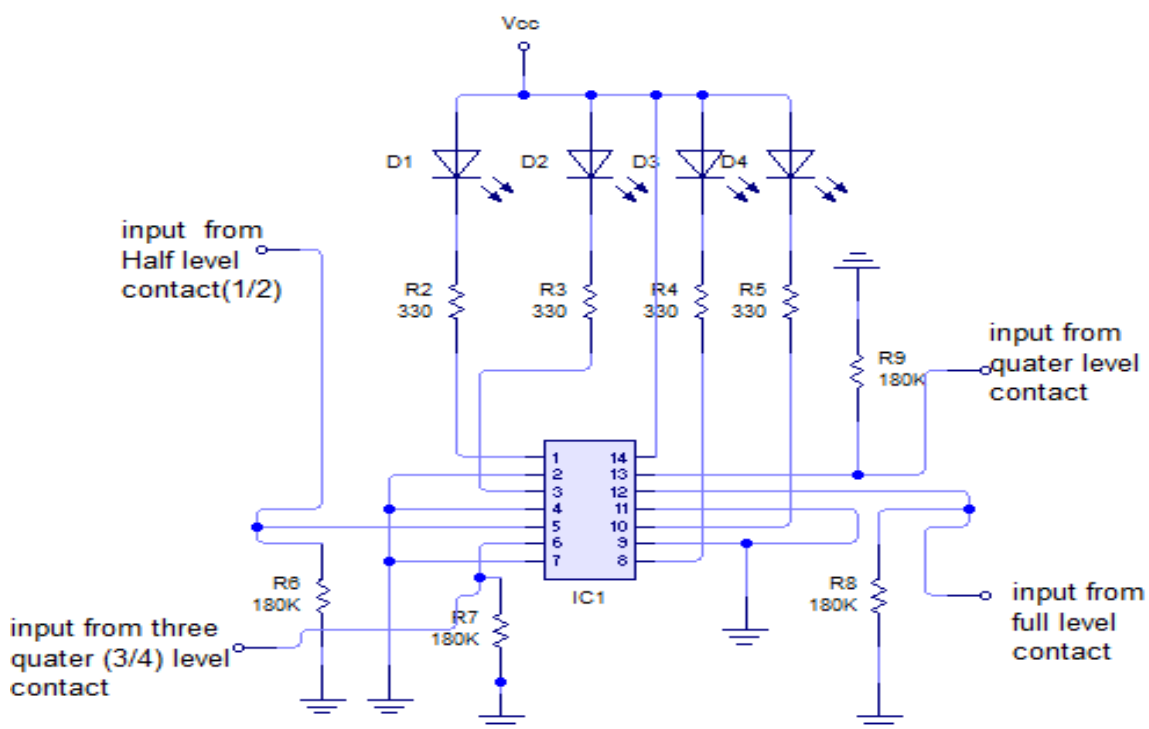 Vcc
D1
D2
D3
D4
input from
Half level
contact(1/2)
R2
330
R3
330
R4
330
R5
330
R9
180K
input from
quater level
contact
1
2
3
4
5
6
7
14
13
12
11
10
9
8
IC1
R6
180K
R7
180K
R8
180K
input from three
quater (3/4) level
contact
input from
full level
contact